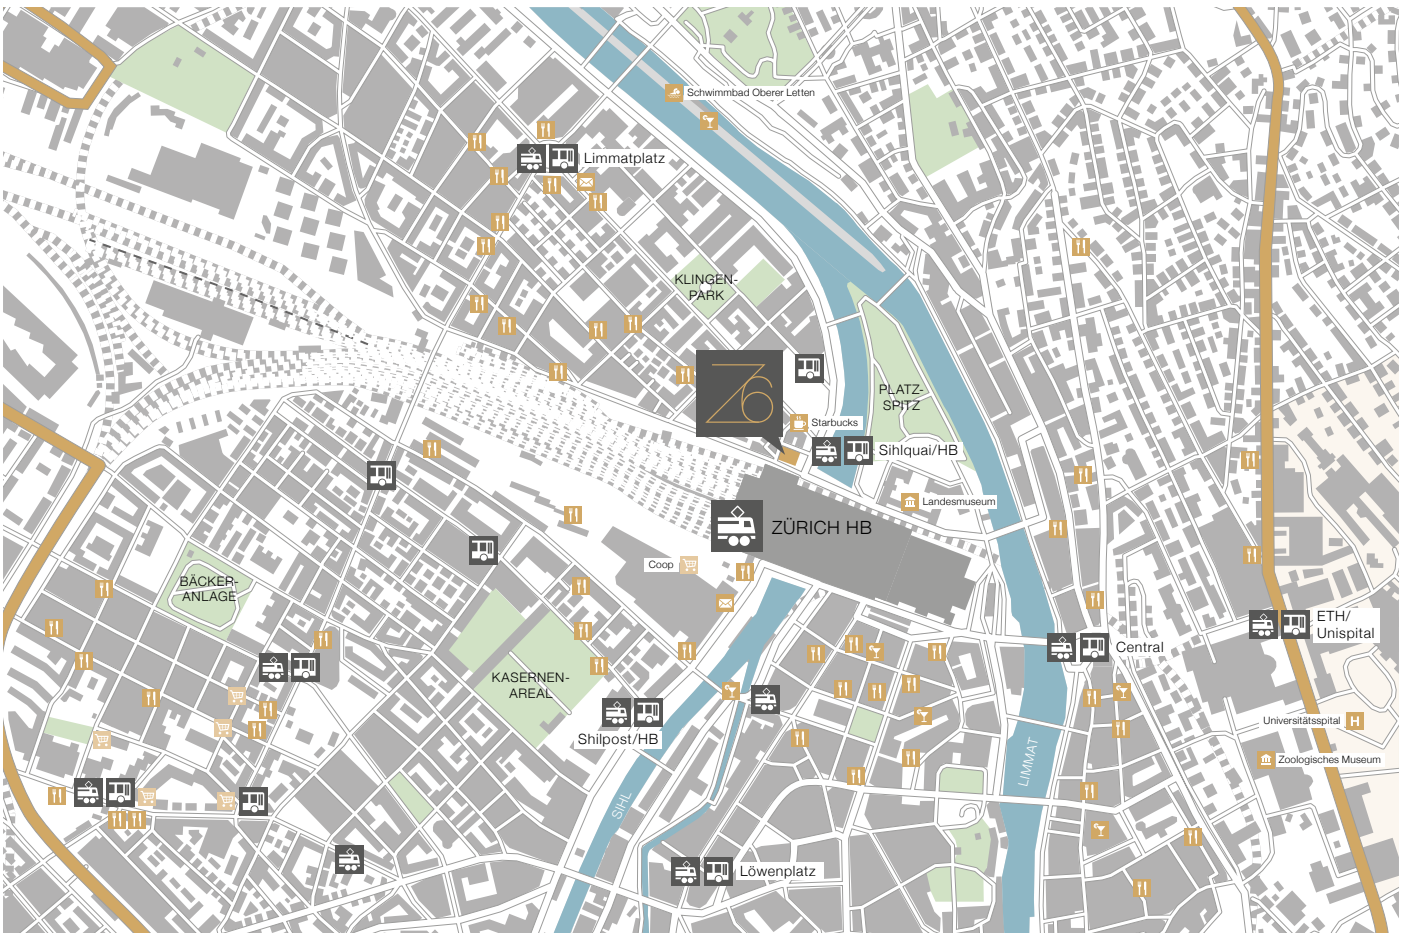 Schwimmbad Oberer Letten
Limmatplatz
KLINGEN-
PARK
Z6
PLATZ-
SPITZ
Starbucks
Sihlquai/HB
Landesmuseum
ZÜRICH HB
Coop
BÄCKER-
ANLAGE
ETH/
Unispital
Central
KASERNEN-
AREAL
Shilpost/HB
Universitätsspital
H
Zoologisches Museum
LIMMAT
SIHL
Löwenplatz